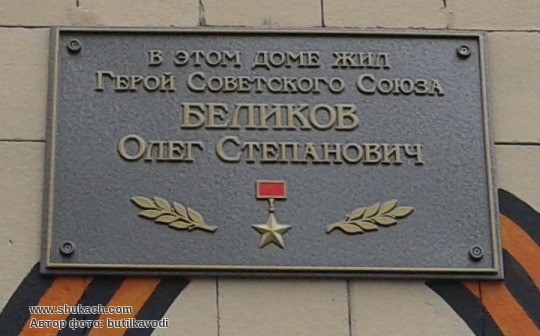 В ЭТОМ ДОМЕ ЖИЛ
ГЕРОЙ СОВЕТСКОГО СОЮЗА
БЕЛИКОВ
ОЛЕГ СТЕПАНОВИЧ
www.shukach.com
Автор фото: butilkavodi